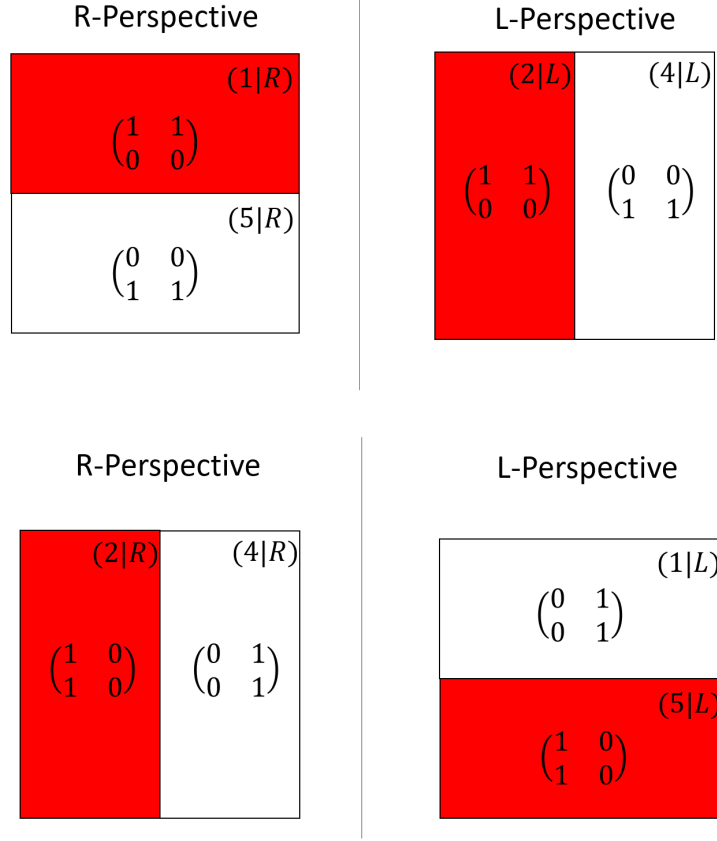 R-Perspective
(1|R)
(1 1
0 0)
(5|R)
(0 0
1 1)
L-Perspective
(2|L) (4|L)
(1 1 (0 0
0 0) 1 1)
R-Perspective
(2|R) (4|R)
(1 0 (0 1
1 0) 0 1)
L-Perspective
(1|L)
(0 1
0 1)
(5|L)
(1 0
1 0)